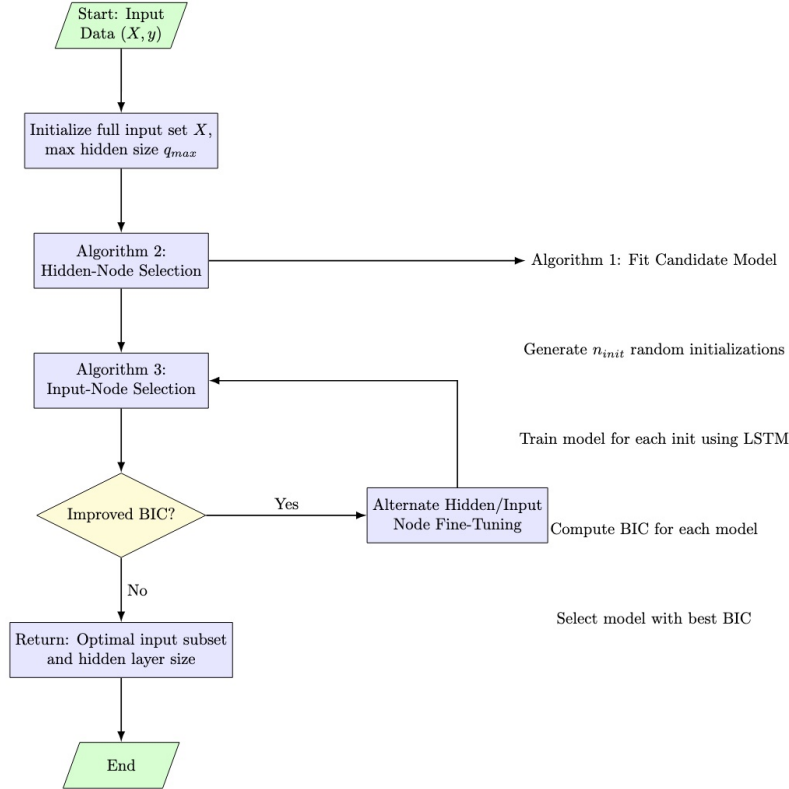 Start: Input
Data (X, y)
Initialize full input set X,
max hidden size q_max
Algorithm 2:
Hidden-Node Selection
Algorithm 1: Fit Candidate Model
Generate n_init random initializations
Algorithm 3:
Input-Node Selection
Train model for each init using LSTM
Improved BIC?
Yes
Alternate Hidden/Input
Node Fine-Tuning
Compute BIC for each model
No
Select model with best BIC
Return: Optimal input subset
and hidden layer size
End